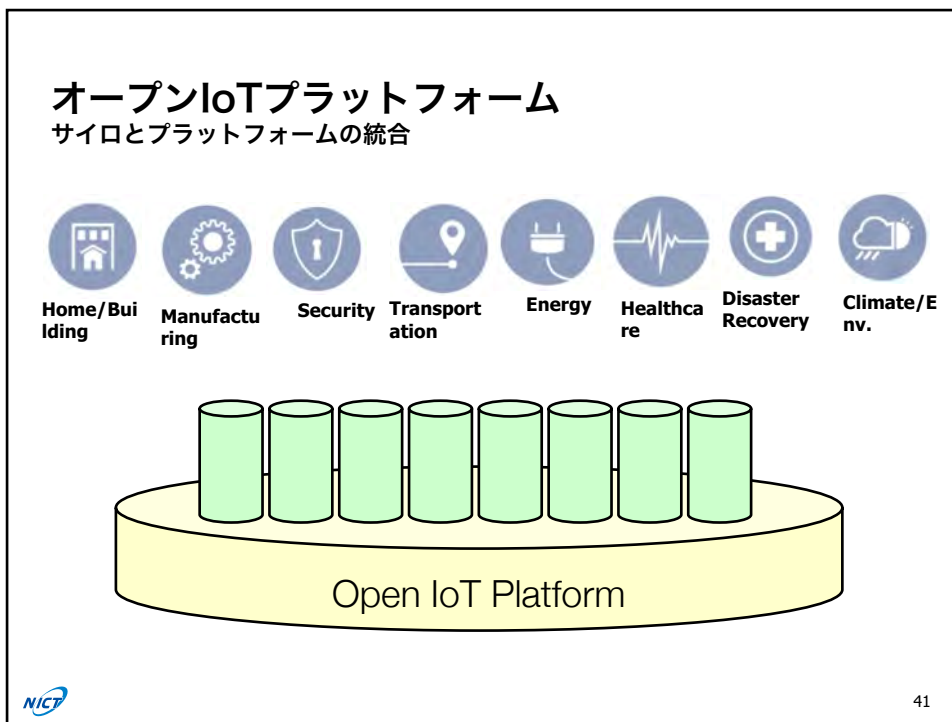 オープンIoTプラットフォーム
サイロとプラットフォームの統合
Home/Bui
lding
Manufactu
ring
Security
Transport
ation
Energy
Healthca
re
Disaster
Recovery
Climate/E
nv.
Open IoT Platform
NICT
41